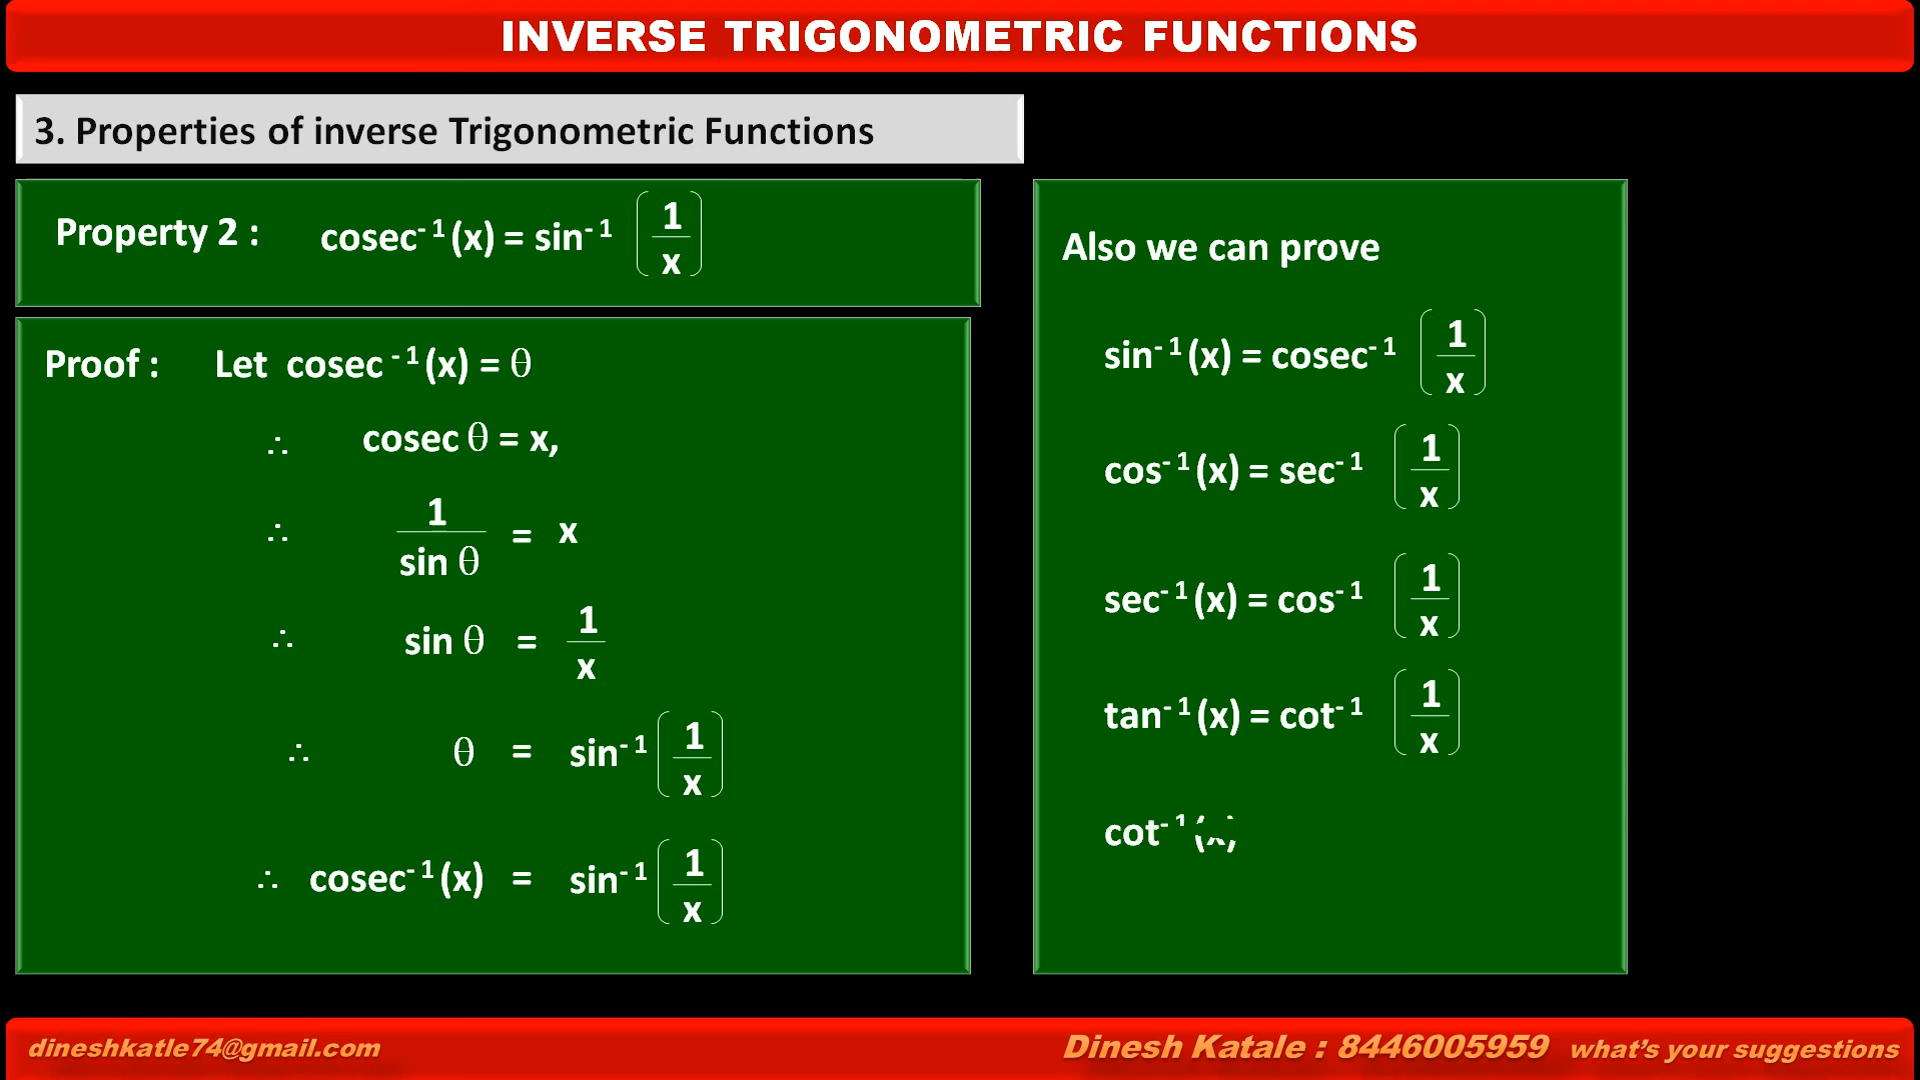 INVERSE TRIGONOMETRIC FUNCTIONS
3. Properties of inverse Trigonometric Functions
Property 2 : cosec⁻¹(x) = sin⁻¹ (1/x)
Proof : Let cosec⁻¹(x) = θ
∴ cosec θ = x,
∴ 1/sin θ = x
∴ sin θ = 1/x
∴ θ = sin⁻¹ (1/x)
∴ cosec⁻¹(x) = sin⁻¹ (1/x)
Also we can prove
sin⁻¹(x) = cosec⁻¹ (1/x)
cos⁻¹(x) = sec⁻¹ (1/x)
sec⁻¹(x) = cos⁻¹ (1/x)
tan⁻¹(x) = cot⁻¹ (1/x)
cot⁻¹
dineshkatle74@gmail.com
Dinesh Katale : 8446005959 what's your suggestions